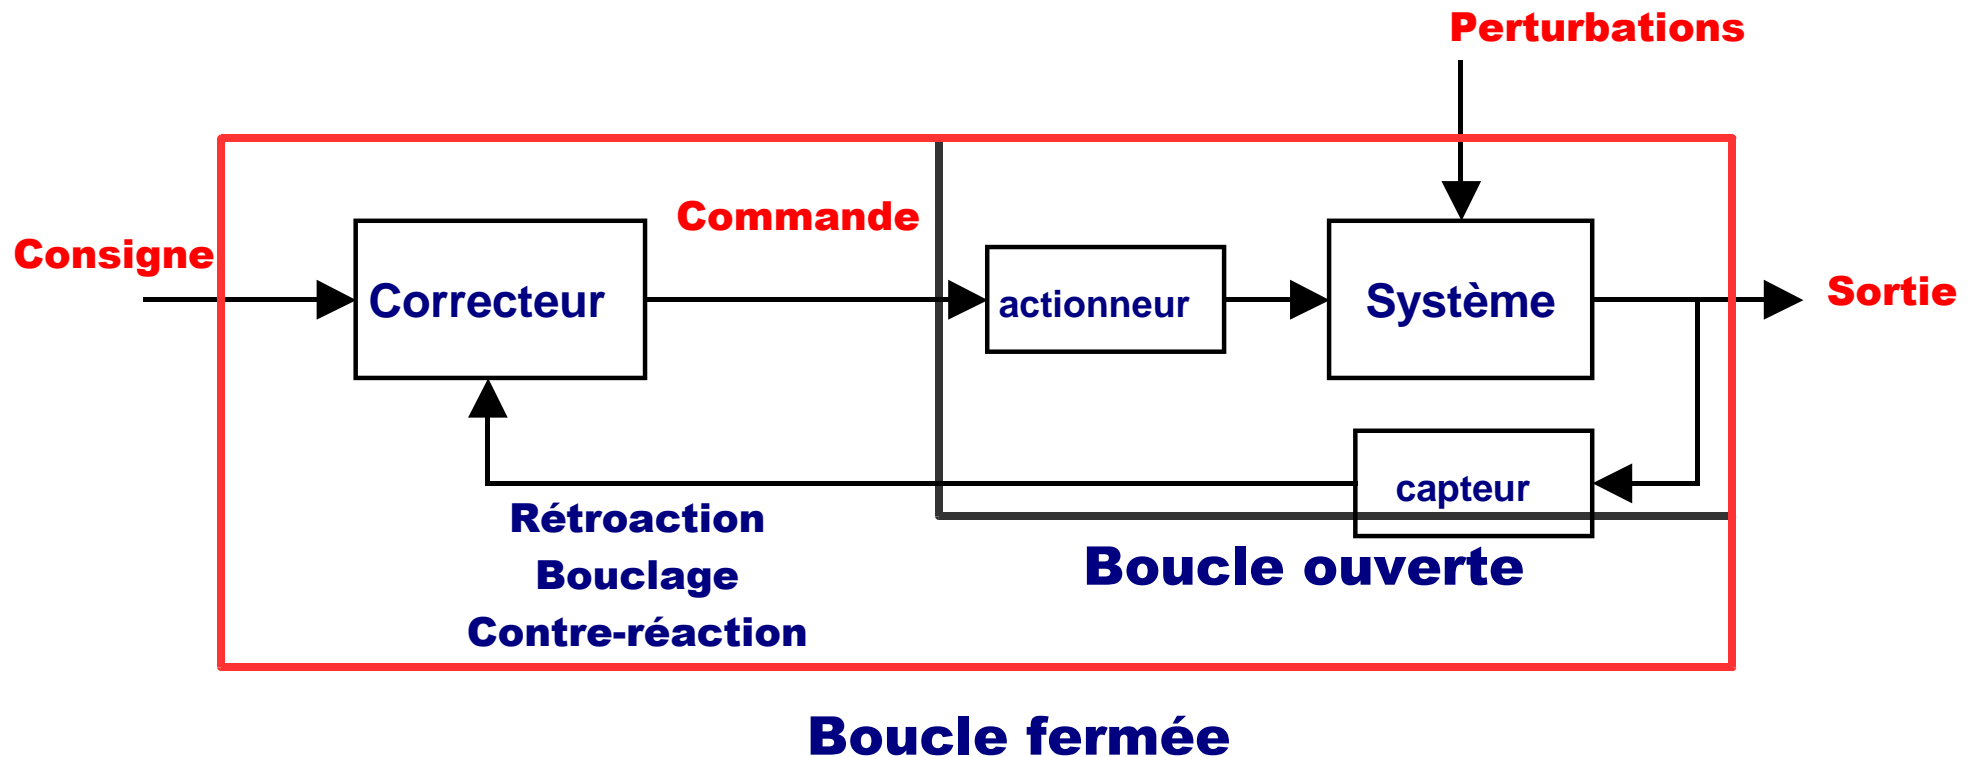 Perturbations
Commande
Consigne
Correcteur
actionneur
Système
Sortie
capteur
Rétroaction
Bouclage
Contre-réaction
Boucle ouverte
Boucle fermée